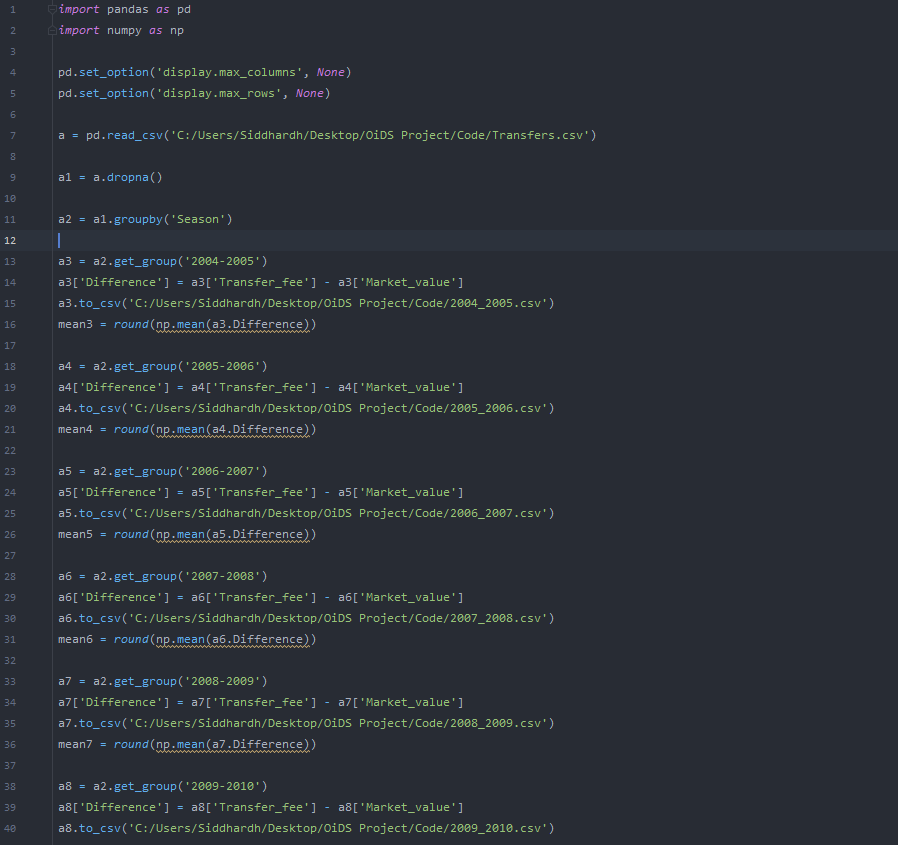 1 import pandas as pd
2 import numpy as np
3
4 pd.set_option('display.max_columns', None)
5 pd.set_option('display.max_rows', None)
6
7 a = pd.read_csv('C:/Users/Siddhardh/Desktop/OiDS Project/Code/Transfers.csv')
8
9 a1 = a.dropna()
10
11 a2 = a1.groupby('Season')
12
13 a3 = a2.get_group('2004-2005')
14 a3['Difference'] = a3['Transfer_fee'] - a3['Market_value']
15 a3.to_csv('C:/Users/Siddhardh/Desktop/OiDS Project/Code/2004_2005.csv')
16 mean3 = round(np.mean(a3.Difference))
17
18 a4 = a2.get_group('2005-2006')
19 a4['Difference'] = a4['Transfer_fee'] - a4['Market_value']
20 a4.to_csv('C:/Users/Siddhardh/Desktop/OiDS Project/Code/2005_2006.csv')
21 mean4 = round(np.mean(a4.Difference))
22
23 a5 = a2.get_group('2006-2007')
24 a5['Difference'] = a5['Transfer_fee'] - a5['Market_value']
25 a5.to_csv('C:/Users/Siddhardh/Desktop/OiDS Project/Code/2006_2007.csv')
26 mean5 = round(np.mean(a5.Difference))
27
28 a6 = a2.get_group('2007-2008')
29 a6['Difference'] = a6['Transfer_fee'] - a6['Market_value']
30 a6.to_csv('C:/Users/Siddhardh/Desktop/OiDS Project/Code/2007_2008.csv')
31 mean6 = round(np.mean(a6.Difference))
32
33 a7 = a2.get_group('2008-2009')
34 a7['Difference'] = a7['Transfer_fee'] - a7['Market_value']
35 a7.to_csv('C:/Users/Siddhardh/Desktop/OiDS Project/Code/2008_2009.csv')
36 mean7 = round(np.mean(a7.Difference))
37
38 a8 = a2.get_group('2009-2010')
39 a8['Difference'] = a8['Transfer_fee'] - a8['Market_value']
40 a8.to_csv('C:/Users/Siddhardh/Desktop/OiDS Project/Code/2009_2010.csv')